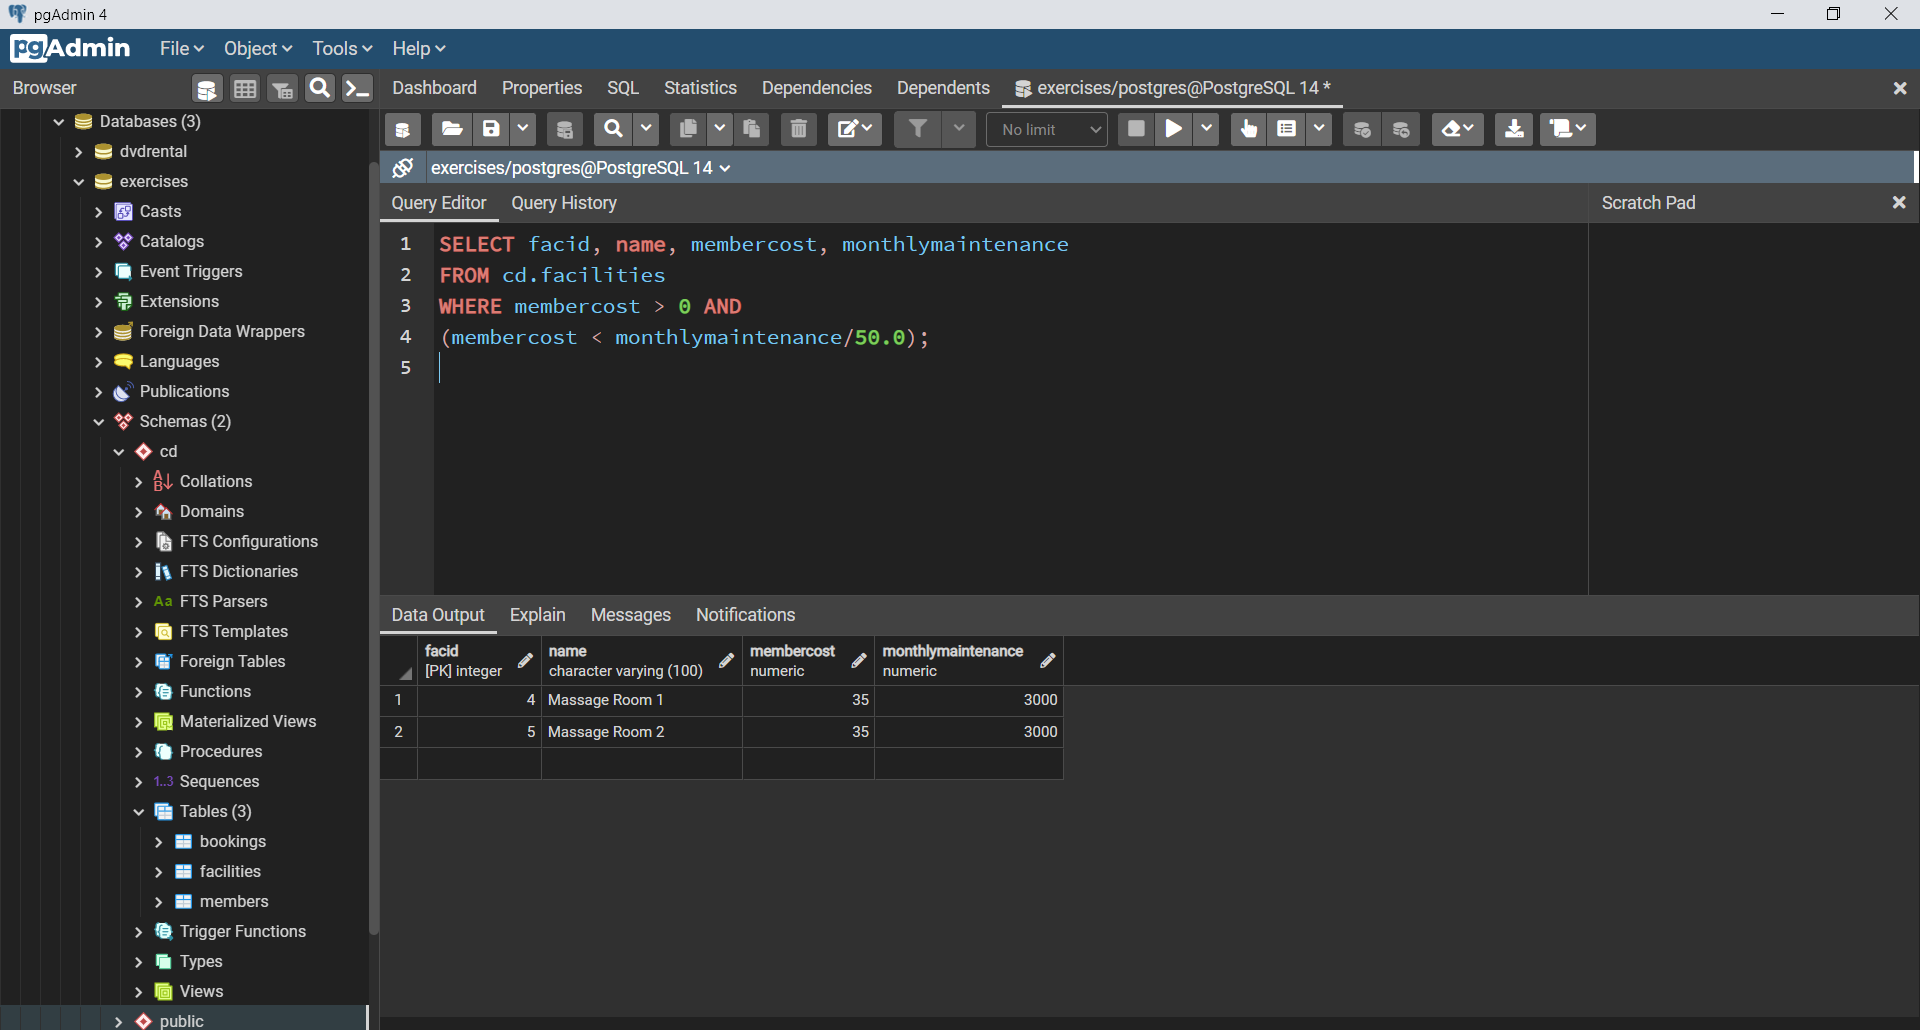 pgAdmin 4
pgAdmin File Object Tools Help
Browser
Dashboard Properties SQL Statistics Dependencies Dependents exercises/postgres@PostgreSQL 14 *
No limit
exercises/postgres@PostgreSQL 14
Query Editor Query History
Scratch Pad
1 SELECT facid, name, membercost, monthlymaintenance
2 FROM cd.facilities
3 WHERE membercost > 0 AND
4 (membercost < monthlymaintenance/50.0);
5
Databases (3)
dvdrental
exercises
Casts
Catalogs
Event Triggers
Extensions
Foreign Data Wrappers
Languages
Publications
Schemas (2)
cd
Collations
Domains
FTS Configurations
FTS Dictionaries
Aa FTS Parsers
FTS Templates
Foreign Tables
Functions
Materialized Views
Procedures
1..3 Sequences
Tables (3)
bookings
facilities
members
Trigger Functions
Types
Views
public
Data Output Explain Messages Notifications
facid name membercost monthlymaintenance
[PK] integer character varying (100) numeric numeric
1 4 Massage Room 1 35 3000
2 5 Massage Room 2 35 3000